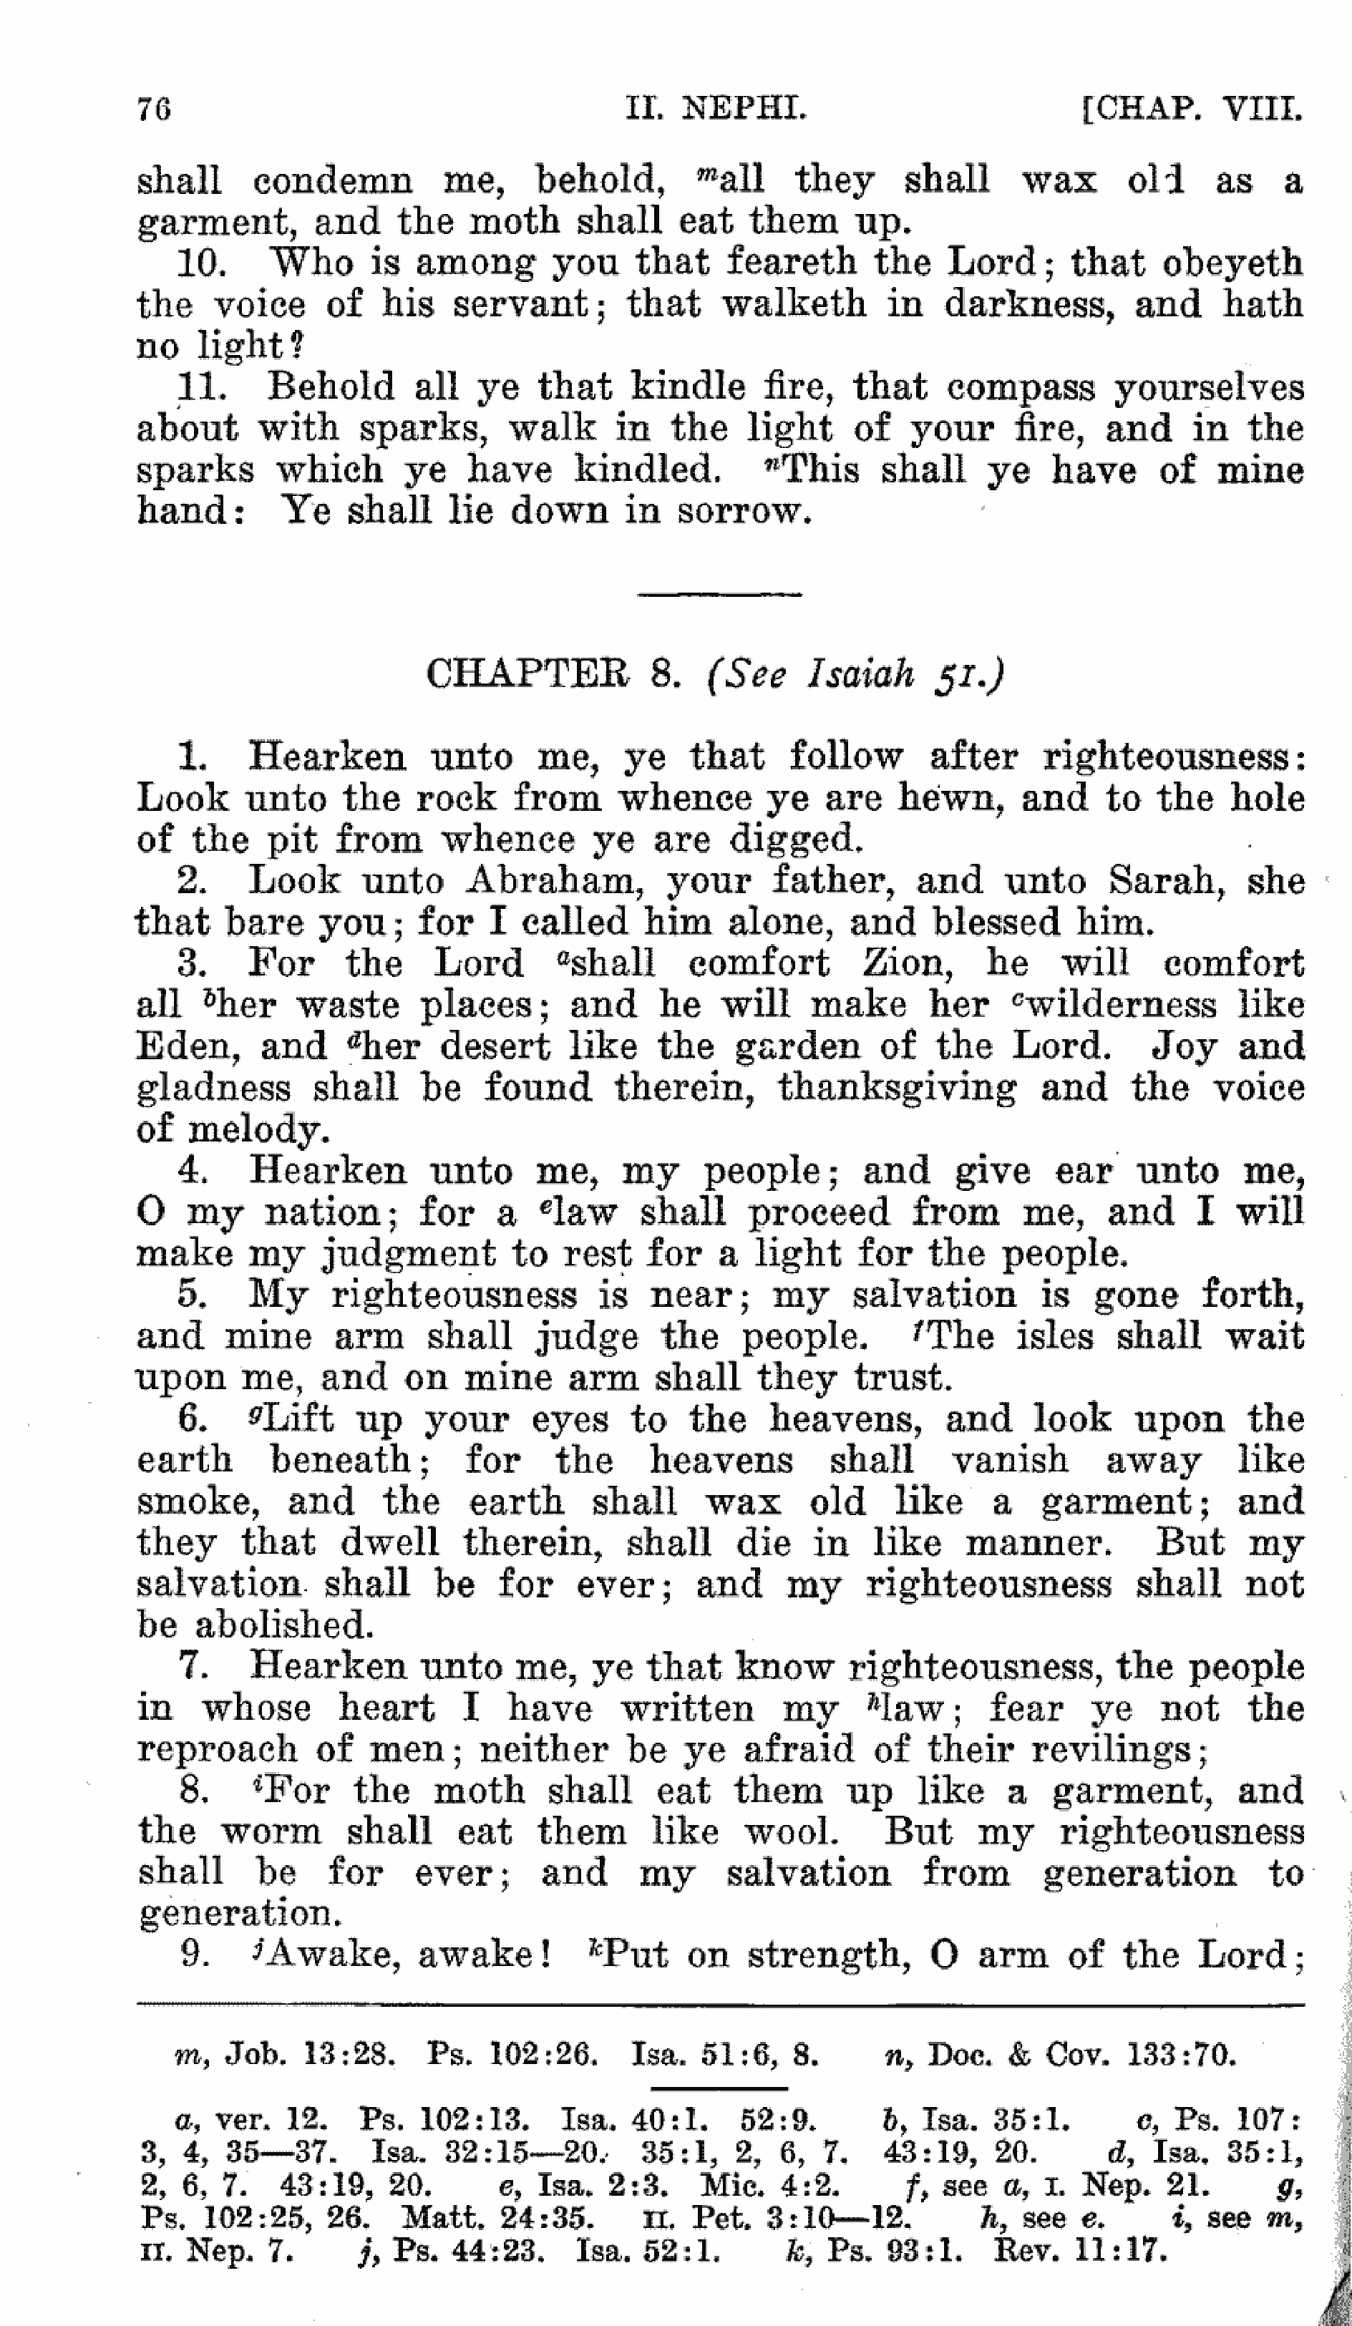 76 II. NEPHI. [CHAP. VIII.
shall condemn me, behold, ᵐall they shall wax old as a
garment, and the moth shall eat them up.
10. Who is among you that feareth the Lord; that obeyeth
the voice of his servant; that walketh in darkness, and hath
no light?
11. Behold all ye that kindle fire, that compass yourselves
about with sparks, walk in the light of your fire, and in the
sparks which ye have kindled. ⁿThis shall ye have of mine
hand: Ye shall lie down in sorrow.
CHAPTER 8. (See Isaiah 51.)
1. Hearken unto me, ye that follow after righteousness:
Look unto the rock from whence ye are hewn, and to the hole
of the pit from whence ye are digged.
2. Look unto Abraham, your father, and unto Sarah, she
that bare you; for I called him alone, and blessed him.
3. For the Lord ᵃshall comfort Zion, he will comfort
all ᵇher waste places; and he will make her ᶜwilderness like
Eden, and ᵈher desert like the garden of the Lord. Joy and
gladness shall be found therein, thanksgiving and the voice
of melody.
4. Hearken unto me, my people; and give ear unto me,
O my nation; for a ᵉlaw shall proceed from me, and I will
make my judgment to rest for a light for the people.
5. My righteousness is near; my salvation is gone forth,
and mine arm shall judge the people. ᶠThe isles shall wait
upon me, and on mine arm shall they trust.
6. ᵍLift up your eyes to the heavens, and look upon the
earth beneath; for the heavens shall vanish away like
smoke, and the earth shall wax old like a garment; and
they that dwell therein, shall die in like manner. But my
salvation shall be for ever; and my righteousness shall not
be abolished.
7. Hearken unto me, ye that know righteousness, the people
in whose heart I have written my ʰlaw; fear ye not the
reproach of men; neither be ye afraid of their revilings;
8. ⁱFor the moth shall eat them up like a garment, and
the worm shall eat them like wool. But my righteousness
shall be for ever; and my salvation from generation to
generation.
9. ʲAwake, awake! ᵏPut on strength, O arm of the Lord;
m, Job. 13:28. Ps. 102:26. Isa. 51:6, 8. n, Doc. & Cov. 133:70.
a, ver. 12. Ps. 102:13. Isa. 40:1. 52:9. b, Isa. 35:1. c, Ps. 107:
3, 4, 35—37. Isa. 32:15—20. 35:1, 2, 6, 7. 43:19, 20. d, Isa. 35:1,
2, 6, 7. 43:19, 20. e, Isa. 2:3. Mic. 4:2. f, see a, I. Nep. 21. g,
Ps. 102:25, 26. Matt. 24:35. II. Pet. 3:10—12. h, see e. i, see m,
II. Nep. 7. j, Ps. 44:23. Isa. 52:1. k, Ps. 93:1. Rev. 11:17.